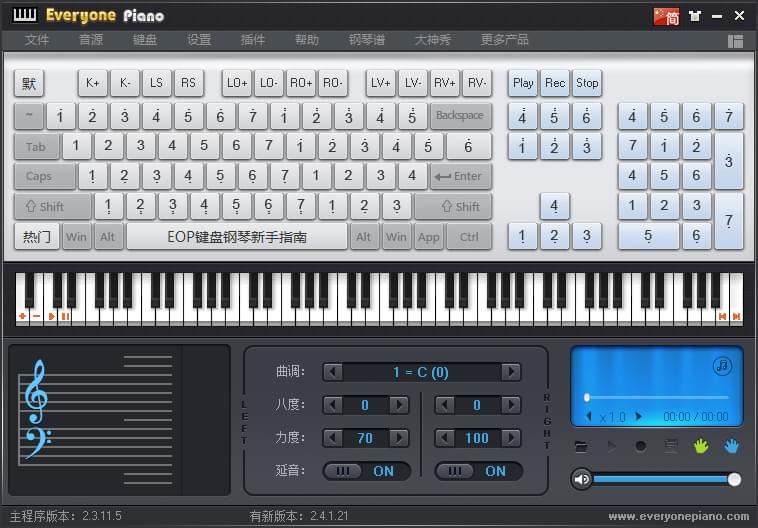 Everyone Piano 简
文件 音源 键盘 设置 插件 帮助 钢琴谱 大神秀 更多产品
默 K+ K- LS RS LO+ LO- RO+ RO- LV+ LV- RV+ RV- Play Rec Stop
~ 1 2 3 4 5 6 7 1 2 3 4 5 Backspace 4 5 6 4 5 6 7
Tab 1 2 3 4 5 6 7 1 2 3 4 5 6 1 2 3 7 1 2 3
Caps 1 2 3 4 5 6 7 1 2 3 4 Enter 4 5 6
Shift 1 2 3 4 5 6 7 1 2 3 Shift 4 1 2 3 7
热门 Win Alt EOP键盘钢琴新手指南 Alt Win App Ctrl 1 2 3 5 6
曲调: 1 = C (0)
LEFT
八度: 0 0
力度: 70 100
延音: ON ON
RIGHT
x 1.0 00:00 / 00:00
主程序版本: 2.3.11.5 有新版本: 2.4.1.21 www.everyonepiano.com